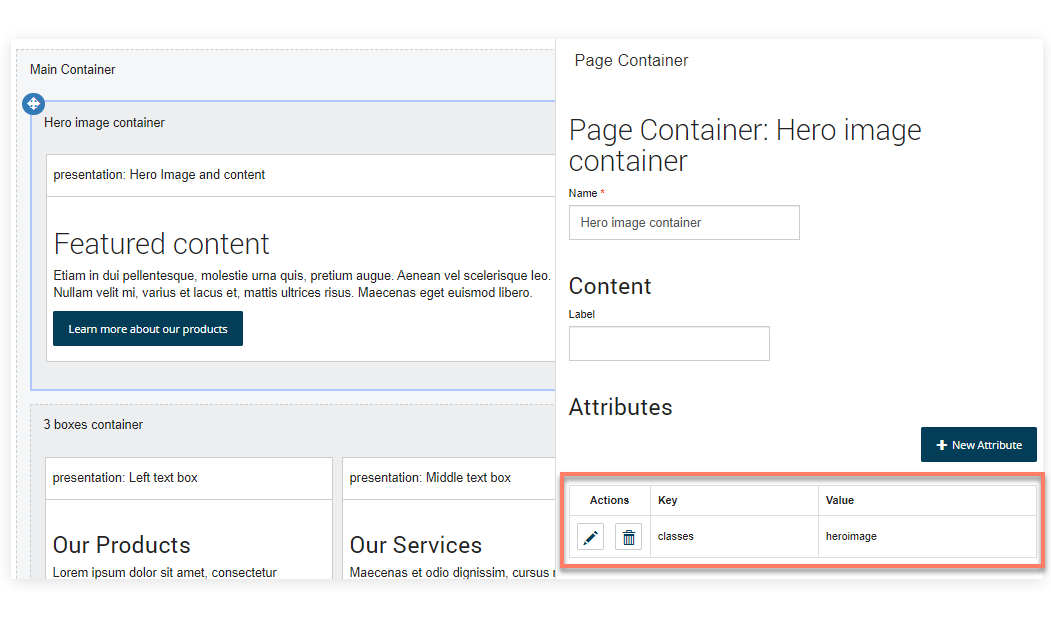 Main Container
Hero image container
presentation: Hero Image and content
Featured content
Etiam in dui pellentesque, molestie urna quis, pretium augue. Aenean vel scelerisque leo.
Nullam velit mi, varius et lacus et, mattis ultrices risus. Maecenas eget euismod libero.
Learn more about our products
3 boxes container
presentation: Left text box
Our Products
Lorem ipsum dolor sit amet, consectetur
presentation: Middle text box
Our Services
Maecenas et odio dignissim, cursus
Page Container
Page Container: Hero image
container
Name *
Hero image container
Content
Label
Attributes
New Attribute
Actions Key Value
classes heroimage